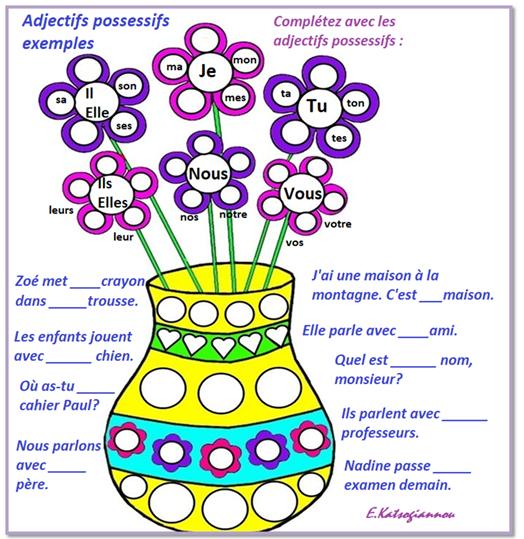 Adjectifs possessifs
exemples
Complétez avec les
adjectifs possessifs :
Il
Elle
sa
son
ses
Je
ma
mon
mes
Tu
ta
ton
tes
Ils
Elles
leurs
leur
Nous
nos
notre
Vous
vos
votre
Zoé met ____crayon
dans _____ trousse.
Les enfants jouent
avec ______ chien.
Où as-tu _____
cahier Paul?
Nous parlons
avec _____
père.
J'ai une maison à la
montagne. C'est ___maison.
Elle parle avec ____ami.
Quel est ______ nom,
monsieur?
Ils parlent avec ______
professeurs.
Nadine passe _____
examen demain.
E.Katsogiannou